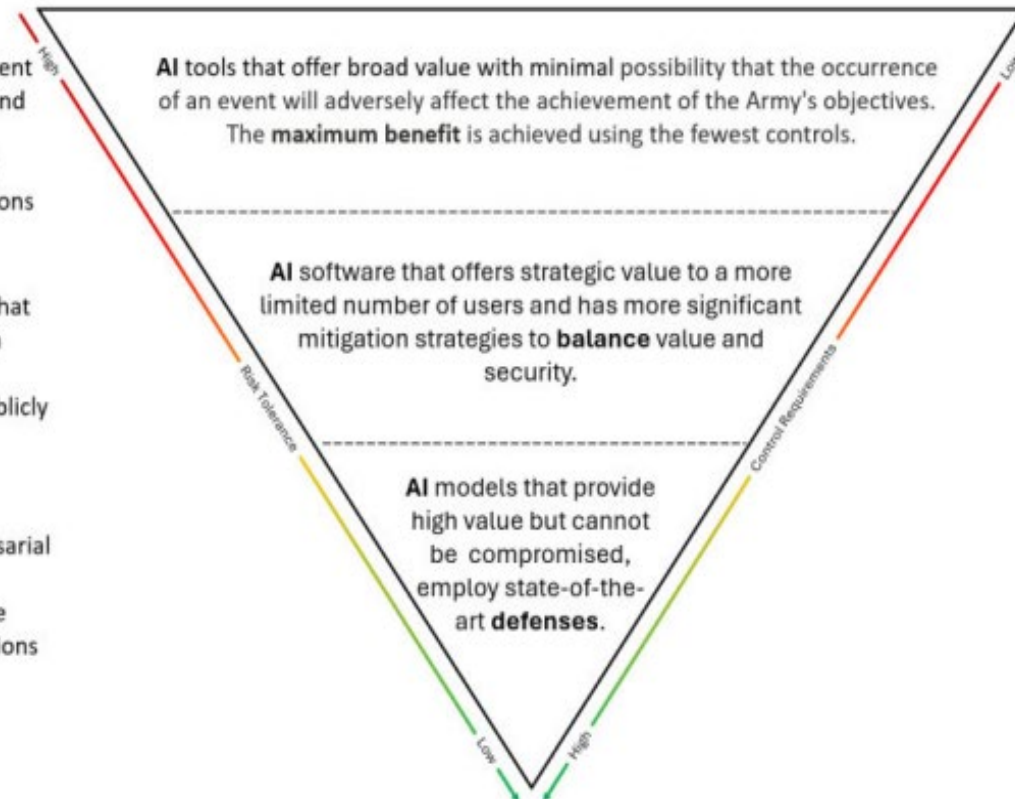 High
Low
ent
nd
ons
hat
blicly
sarial
e
ions
AI tools that offer broad value with minimal possibility that the occurrence
of an event will adversely affect the achievement of the Army's objectives.
The maximum benefit is achieved using the fewest controls.
AI software that offers strategic value to a more
limited number of users and has more significant
mitigation strategies to balance value and
security.
Risk Tolerance
Control Requirements
AI models that provide
high value but cannot
be compromised,
employ state-of-the-
art defenses.
Low
High